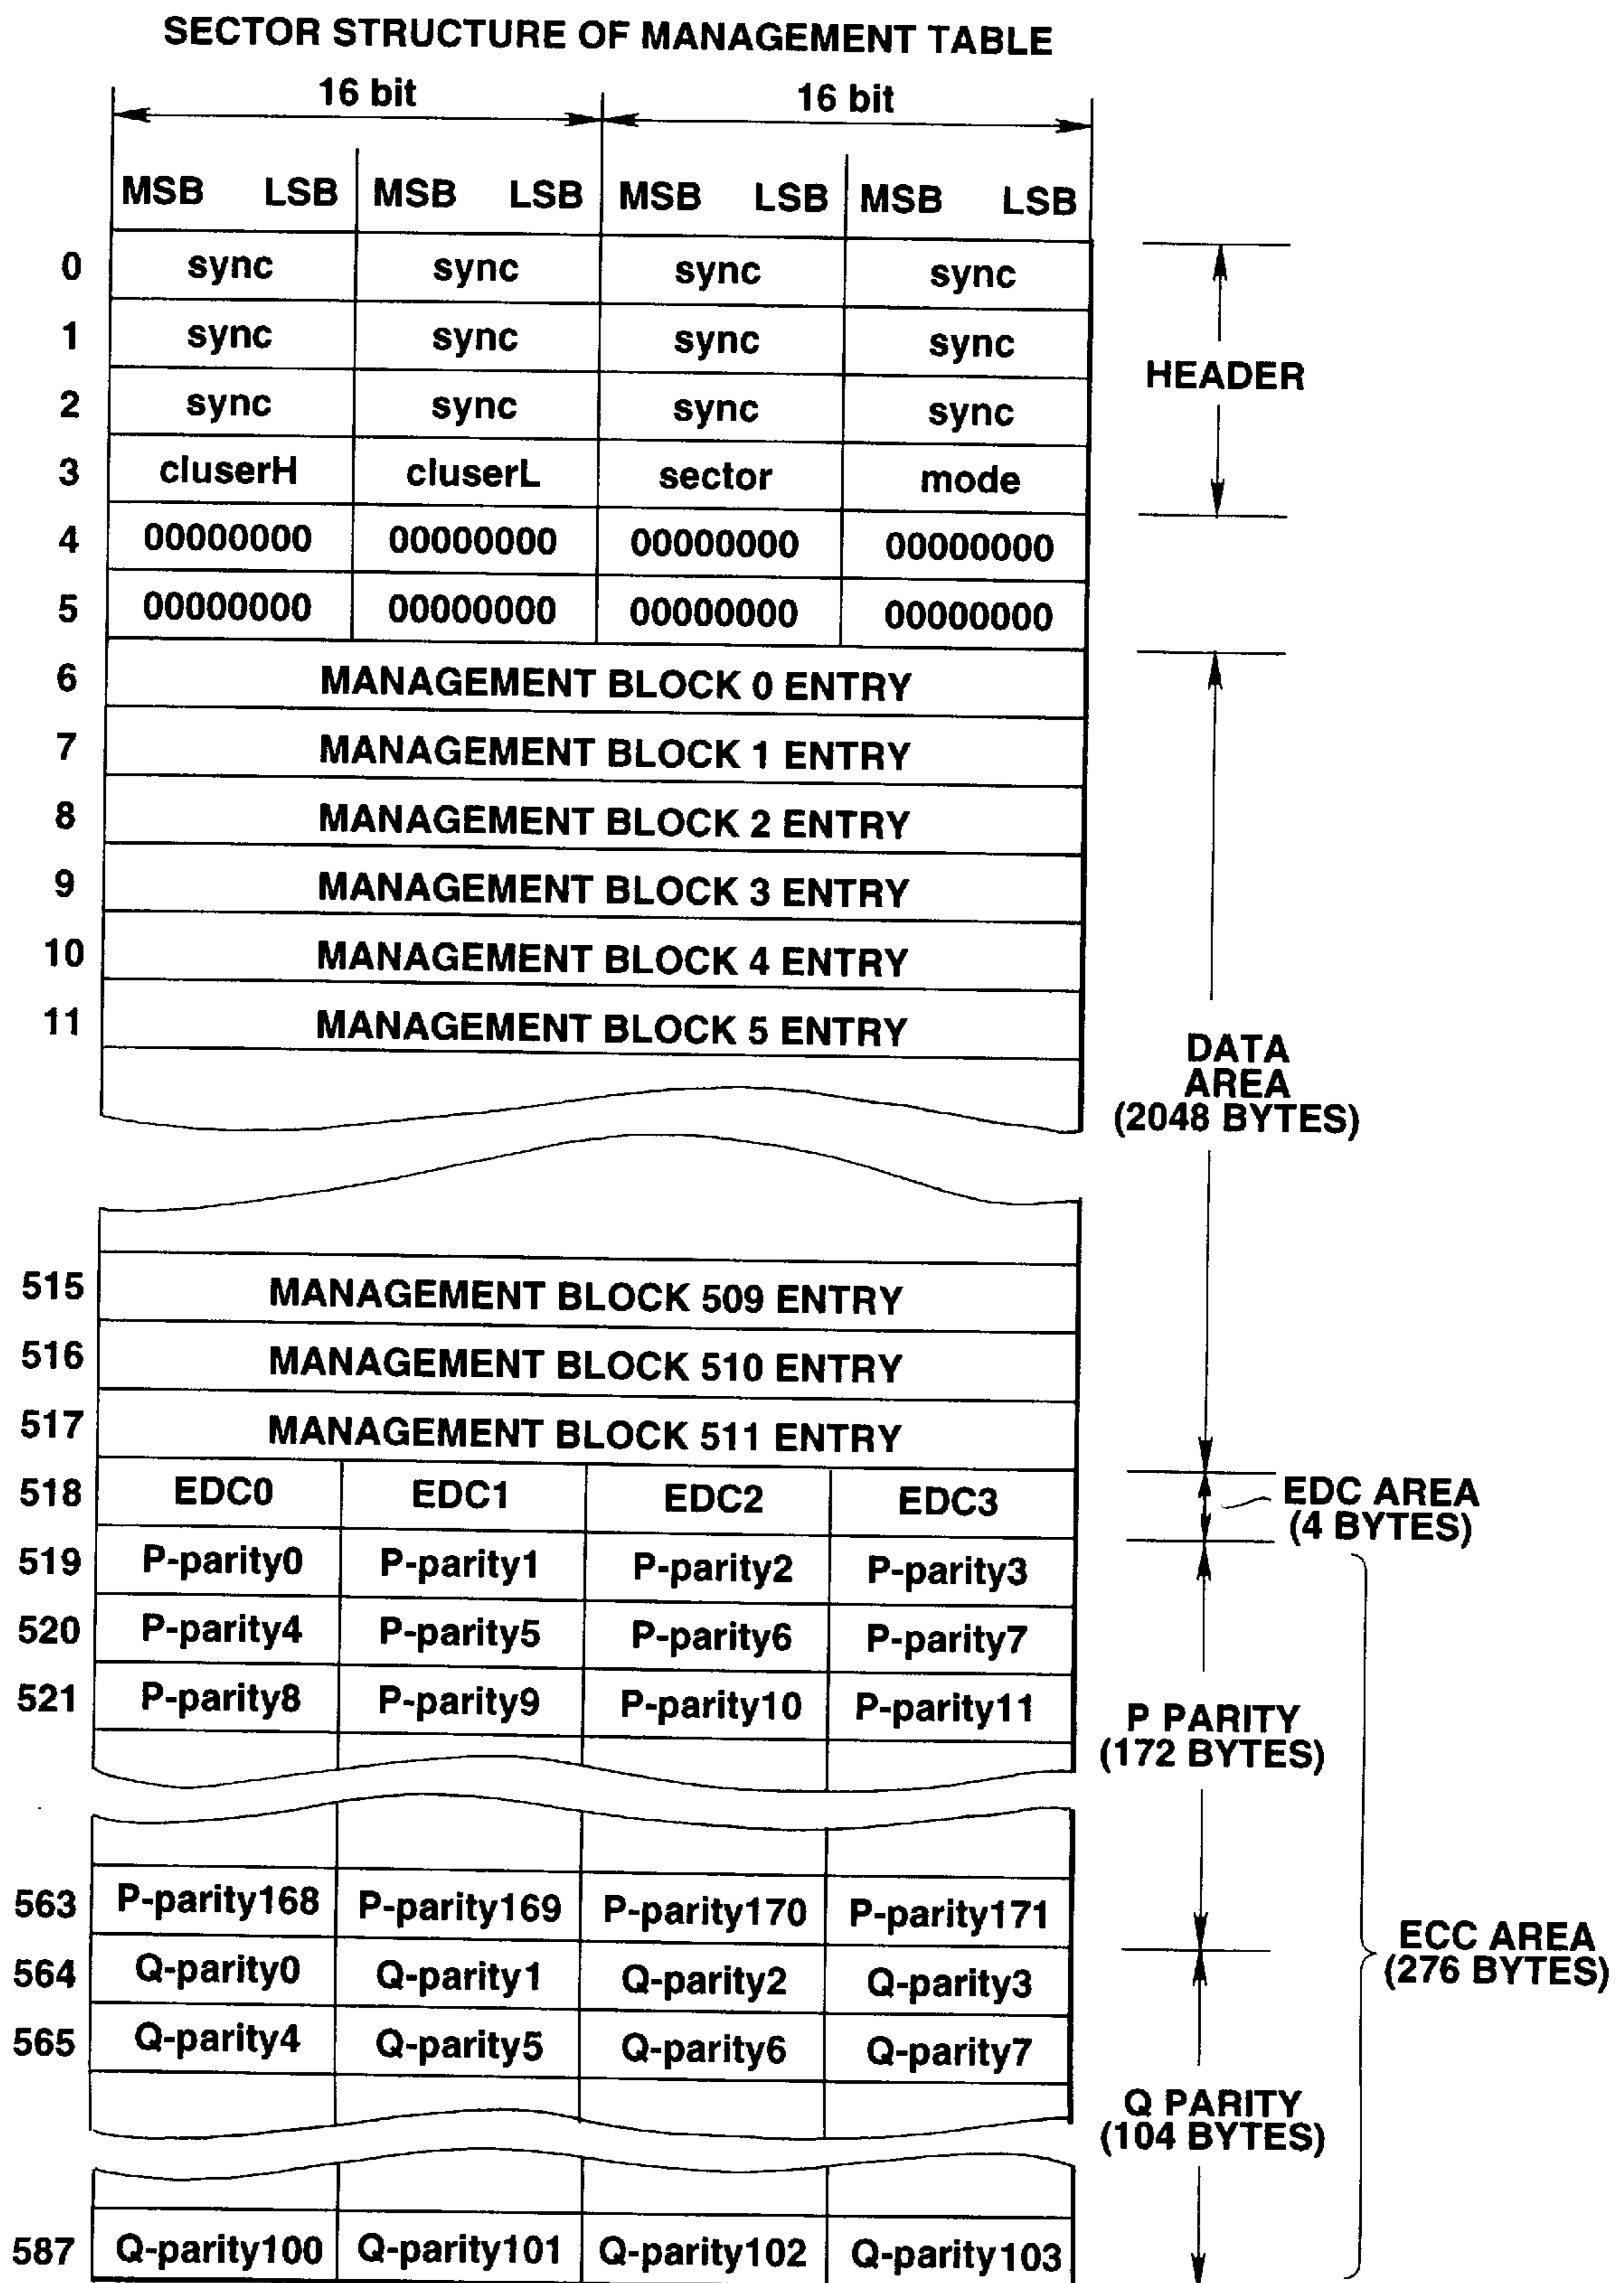 SECTOR STRUCTURE OF MANAGEMENT TABLE
16 bit 16 bit
MSB LSB MSB LSB MSB LSB MSB LSB
0 sync sync sync sync
1 sync sync sync sync
HEADER
2 sync sync sync sync
3 cluserH cluserL sector mode
4 00000000 00000000 00000000 00000000
5 00000000 00000000 00000000 00000000
6 MANAGEMENT BLOCK 0 ENTRY
7 MANAGEMENT BLOCK 1 ENTRY
8 MANAGEMENT BLOCK 2 ENTRY
9 MANAGEMENT BLOCK 3 ENTRY
10 MANAGEMENT BLOCK 4 ENTRY
11 MANAGEMENT BLOCK 5 ENTRY
DATA
AREA
(2048 BYTES)
515 MANAGEMENT BLOCK 509 ENTRY
516 MANAGEMENT BLOCK 510 ENTRY
517 MANAGEMENT BLOCK 511 ENTRY
518 EDC0 EDC1 EDC2 EDC3
EDC AREA
(4 BYTES)
519 P-parity0 P-parity1 P-parity2 P-parity3
520 P-parity4 P-parity5 P-parity6 P-parity7
521 P-parity8 P-parity9 P-parity10 P-parity11
P PARITY
(172 BYTES)
563 P-parity168 P-parity169 P-parity170 P-parity171
ECC AREA
(276 BYTES)
564 Q-parity0 Q-parity1 Q-parity2 Q-parity3
565 Q-parity4 Q-parity5 Q-parity6 Q-parity7
Q PARITY
(104 BYTES)
587 Q-parity100 Q-parity101 Q-parity102 Q-parity103